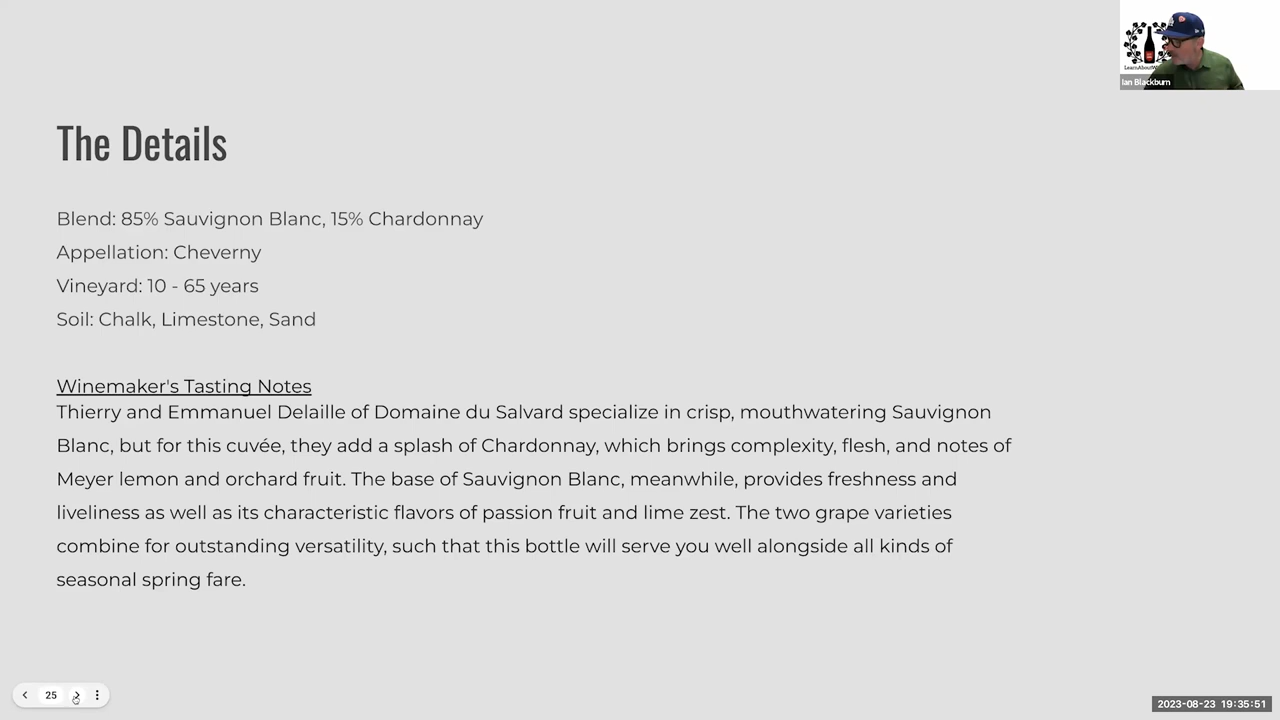 Ian Blackburn
The Details
Blend: 85% Sauvignon Blanc, 15% Chardonnay
Appellation: Cheverny
Vineyard: 10 - 65 years
Soil: Chalk, Limestone, Sand
Winemaker's Tasting Notes
Thierry and Emmanuel Delaille of Domaine du Salvard specialize in crisp, mouthwatering Sauvignon
Blanc, but for this cuvée, they add a splash of Chardonnay, which brings complexity, flesh, and notes of
Meyer lemon and orchard fruit. The base of Sauvignon Blanc, meanwhile, provides freshness and
liveliness as well as its characteristic flavors of passion fruit and lime zest. The two grape varieties
combine for outstanding versatility, such that this bottle will serve you well alongside all kinds of
seasonal spring fare.
25
2023-08-23 19:35:51